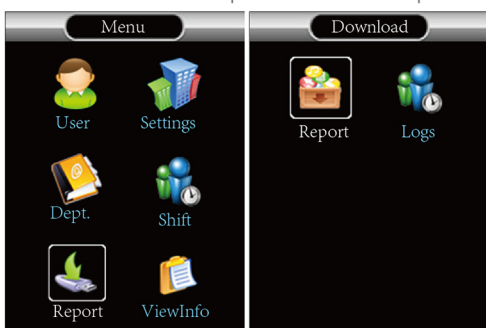 Menu
User Settings
Dept. Shift
Report ViewInfo
Download
Report Logs